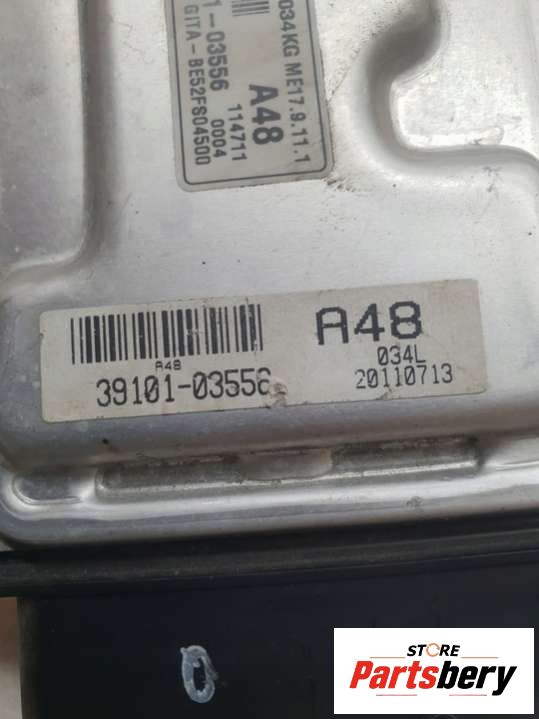 034KG ME17.9.11.1
1-03556
A48
114711
0004
GITA-BE52FS04500
A48
39101-03556
A48
034L
20110713
0
STORE
Partsbery